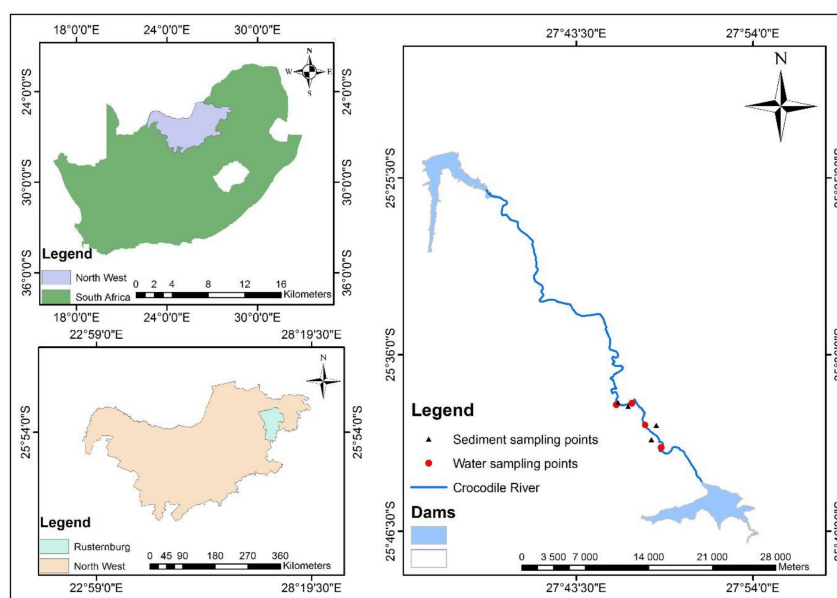 18°0'0"E 24°0'0"E 30°0'0"E
N
W E
S
24°0'0"S
24°0'0"S
30°0'0"S
30°0'0"S
36°0'0"S
36°0'0"S
Legend
North West
South Africa
0 2 4 8 12 16
Kilometers
18°0'0"E 24°0'0"E 30°0'0"E
22°59'0"E 28°19'30"E
N
25°54'0"S
25°54'0"S
Legend
Rusternburg
North West
0 45 90 180 270 360
Kilometers
22°59'0"E 28°19'30"E
27°43'30"E 27°54'0"E
N
25°25'30"S
25°36'0"S
25°46'30"S
Legend
Sediment sampling points
Water sampling points
Crocodile River
Dams
0 3 500 7 000 14 000 21 000 28 000
Meters
27°43'30"E 27°54'0"E